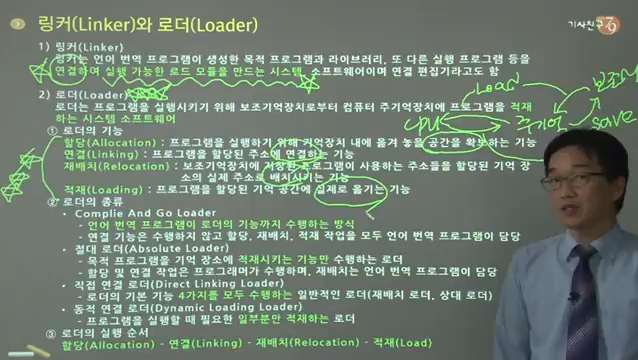 링커(Linker)와 로더(Loader)
기사친구 79
1) 링커(Linker)
링커는 언어 번역 프로그램이 생성한 목적 프로그램과 라이브러리, 또 다른 실행 프로그램 등을
연결하여 실행 가능한 로드 모듈을 만드는 시스템 소프트웨어이며 연결 편집기라고도 함
2) 로더(Loader)
로더는 프로그램을 실행시키기 위해 보조기억장치로부터 컴퓨터 주기억장치에 프로그램을 적재
하는 시스템 소프트웨어
Load
CPU
주기억
SAVE
① 로더의 기능
할당(Allocation) : 프로그램을 실행하기 위해 기억장치 내에 옮겨 놓을 공간을 확보하는 기능
연결(Linking) : 프로그램을 할당된 주소에 연결하는 기능
재배치(Relocation) : 보조기억장치에 저장된 프로그램이 사용하는 주소들을 할당된 기억 장
소의 실제 주소로 배치시키는 기능
적재(Loading) : 프로그램을 할당된 기억 공간에 실제로 옮기는 기능
② 로더의 종류
• Complie And Go Loader
- 언어 번역 프로그램이 로더의 기능까지 수행하는 방식
- 연결 기능은 수행하지 않고 할당, 재배치, 적재 작업을 모두 언어 번역 프로그램이 담당
• 절대 로더(Absolute Loader)
- 목적 프로그램을 기억 장소에 적재시키는 기능만 수행하는 로더
- 할당 및 연결 작업은 프로그래머가 수행하며, 재배치는 언어 번역 프로그램이 담당
• 직접 연결 로더(Direct Linking Loader)
- 로더의 기본 기능 4가지를 모두 수행하는 일반적인 로더(재배치 로더, 상대 로더)
• 동적 연결 로더(Dynamic Loading Loader)
- 프로그램을 실행할 때 필요한 일부분만 적재하는 로더
③ 로더의 실행 순서
할당(Allocation) - 연결(Linking) - 재배치(Relocation) - 적재(Load)